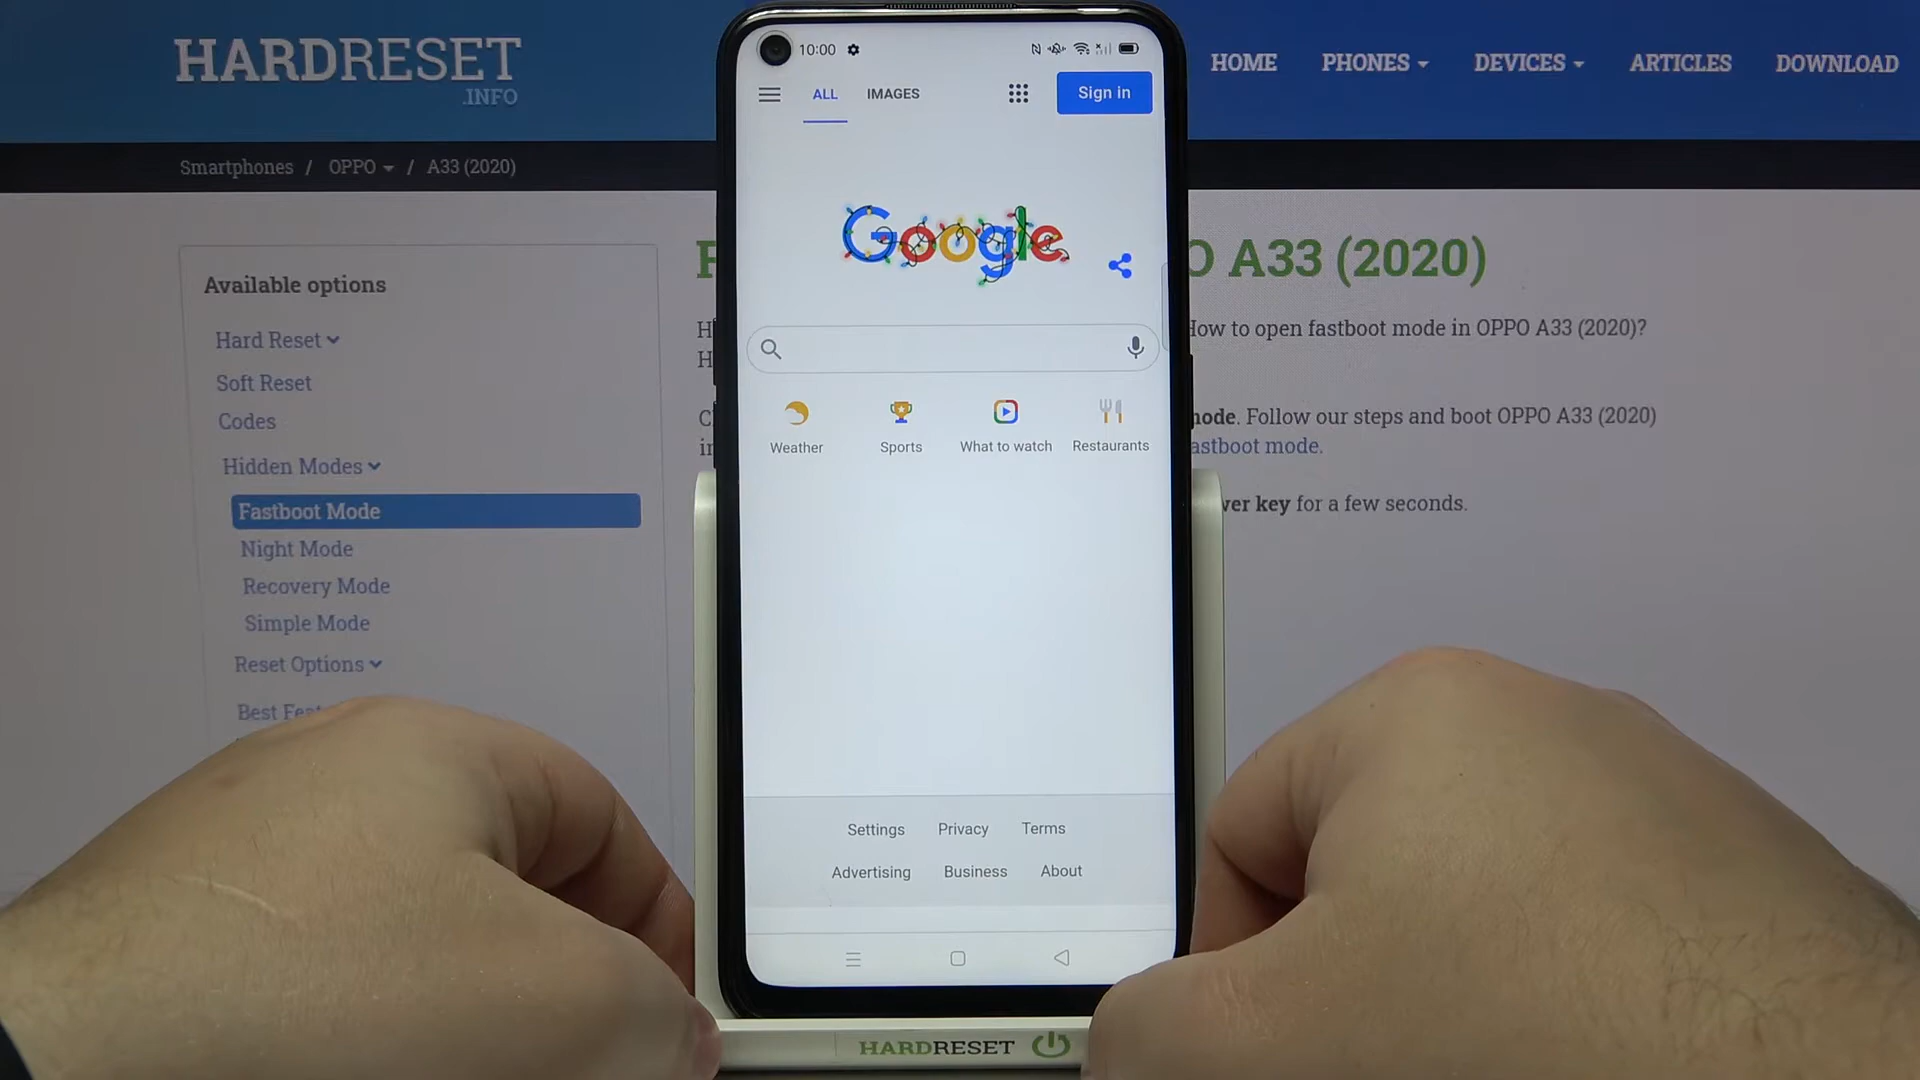 HARDRESET
.INFO
HOME PHONES DEVICES ARTICLES DOWNLOAD
Smartphones / OPPO / A33 (2020)
Available options
Hard Reset
Soft Reset
Codes
Hidden Modes
Fastboot Mode
Night Mode
Recovery Mode
Simple Mode
Reset Options
Best
O A33 (2020)
How to open fastboot mode in OPPO A33 (2020)?
mode. Follow our steps and boot OPPO A33 (2020)
fastboot mode.
key for a few seconds.
10:00
ALL IMAGES Sign in
Google
Weather Sports What to watch Restaurants
Settings Privacy Terms
Advertising Business About
HARDRESET